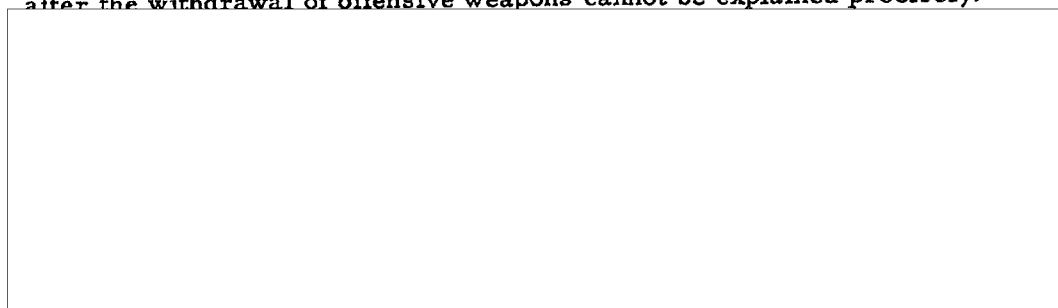 after the withdrawal of offensive weapons cannot be explained precisely.